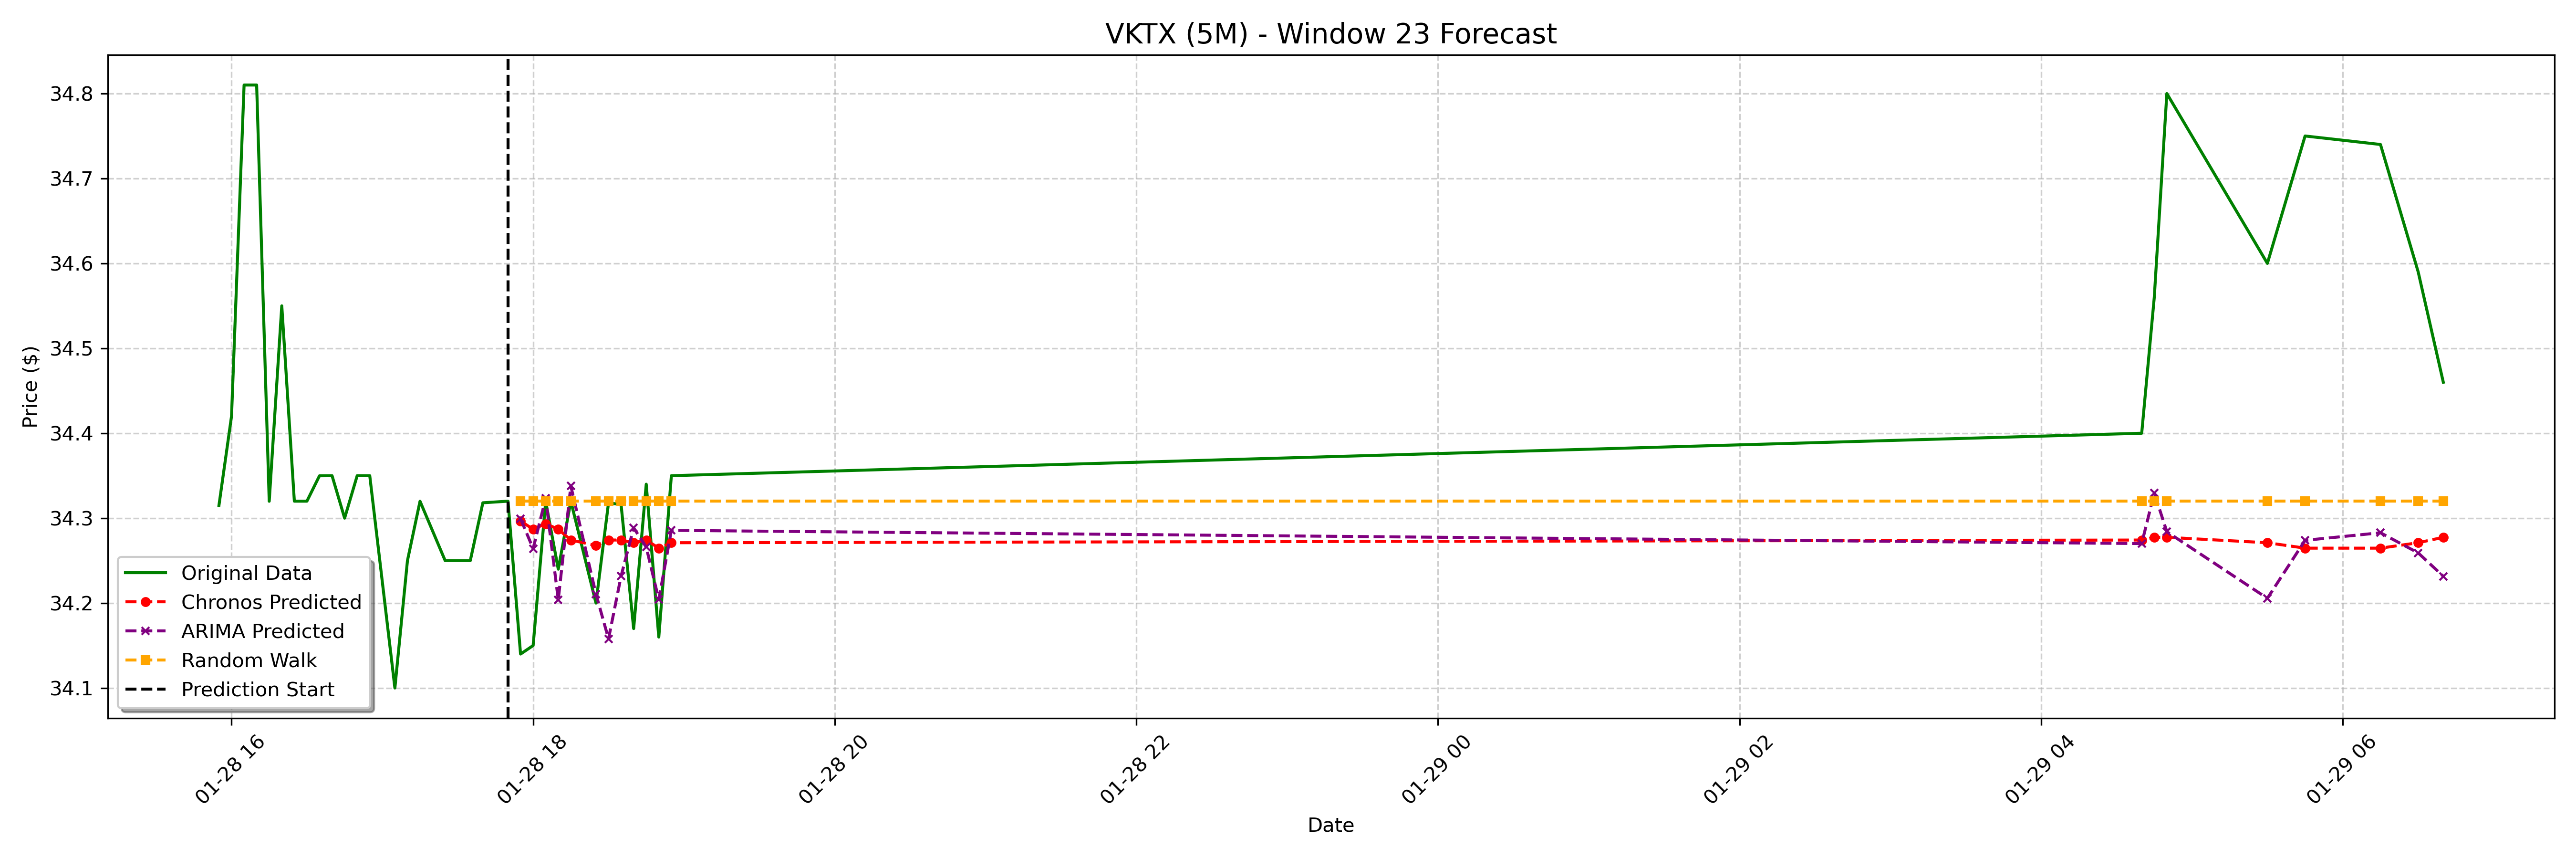 VKTX (5M) - Window 23 Forecast
Price ($)
34.8
34.7
34.6
34.5
34.4
34.3
34.2
34.1
Original Data
Chronos Predicted
ARIMA Predicted
Random Walk
Prediction Start
01-28 16
01-28 18
01-28 20
01-28 22
01-29 00
01-29 02
01-29 04
01-29 06
Date